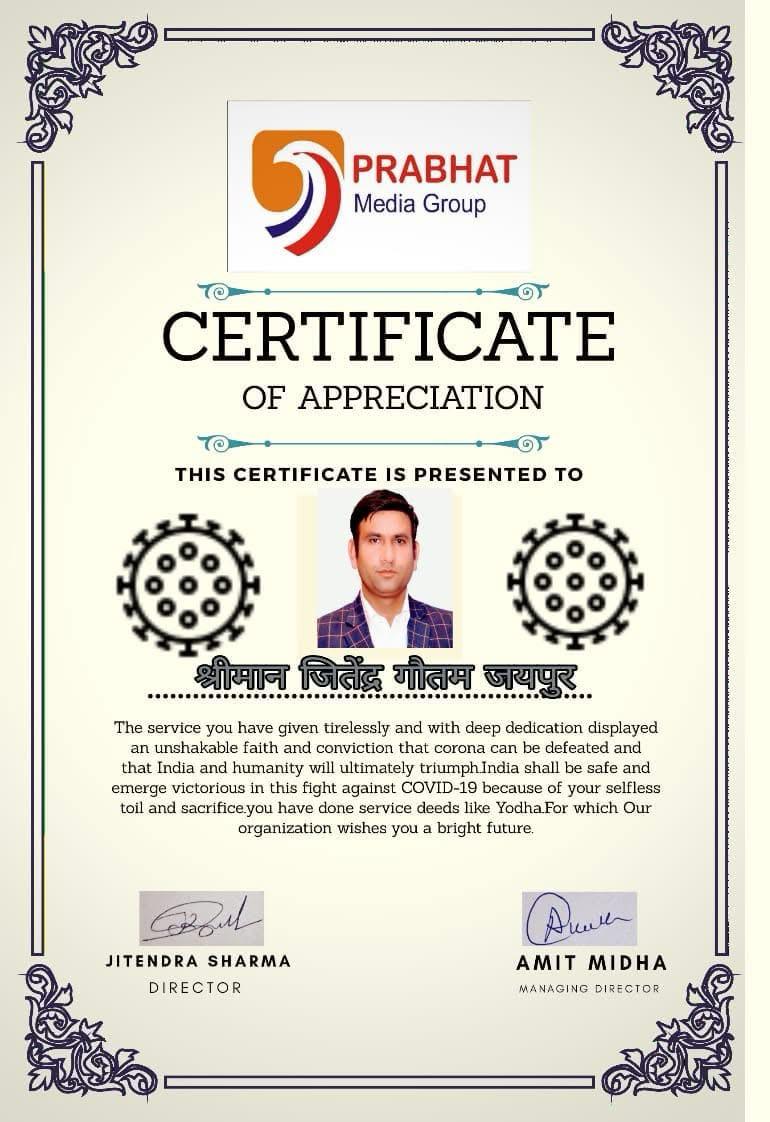 PRABHAT
Media Group
CERTIFICATE
OF APPRECIATION
THIS CERTIFICATE IS PRESENTED TO
श्रीमान जितेंद्र गौतम जयपुर
The service you have given tirelessly and with deep dedication displayed
an unshakable faith and conviction that corona can be defeated and
that India and humanity will ultimately triumph.India shall be safe and
emerge victorious in this fight against COVID-19 because of your selfless
toil and sacrifice.you have done service deeds like Yodha.For which Our
organization wishes you a bright future.
JITENDRA SHARMA
AMIT MIDHA
DIRECTOR
MANAGING DIRECTOR